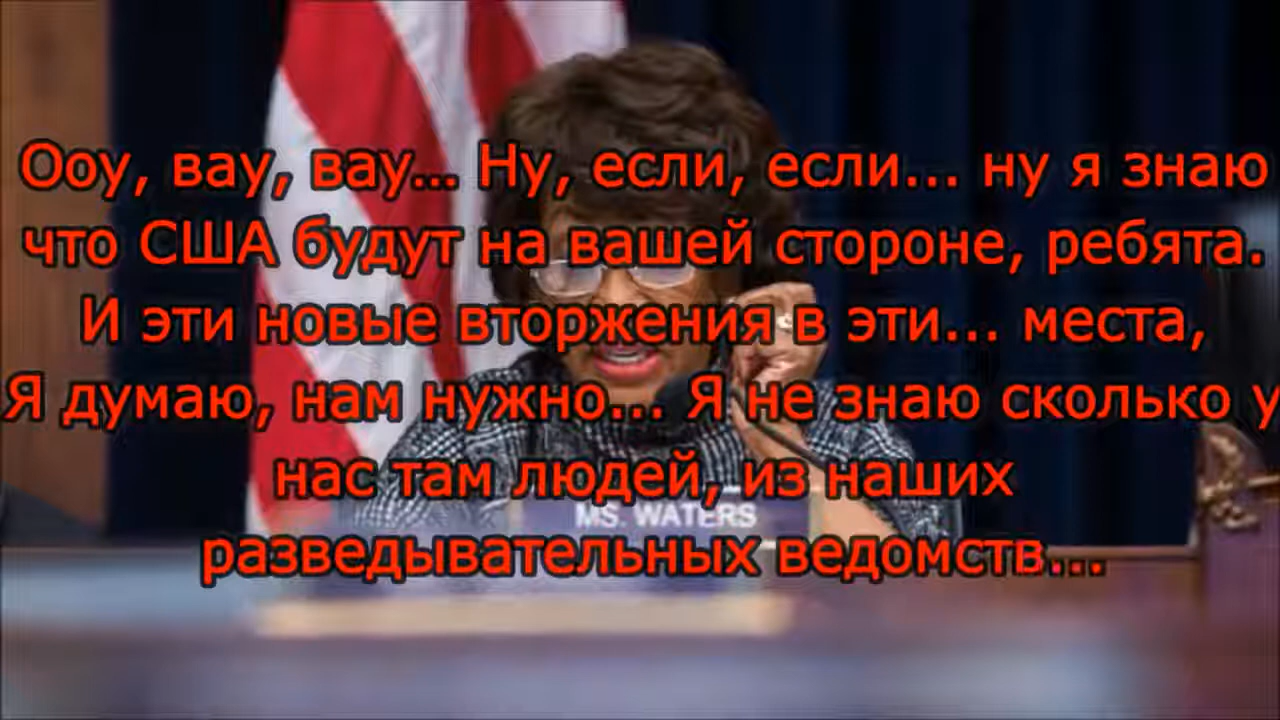 Ооу, вау, вау... Ну, если, если... ну я знаю
что США будут на вашей стороне, ребята.
И эти новые вторжения в эти... места,
Я думаю, нам нужно... Я не знаю сколько у
нас там людей, из наших
MS. WATERS
разведывательных ведомств...